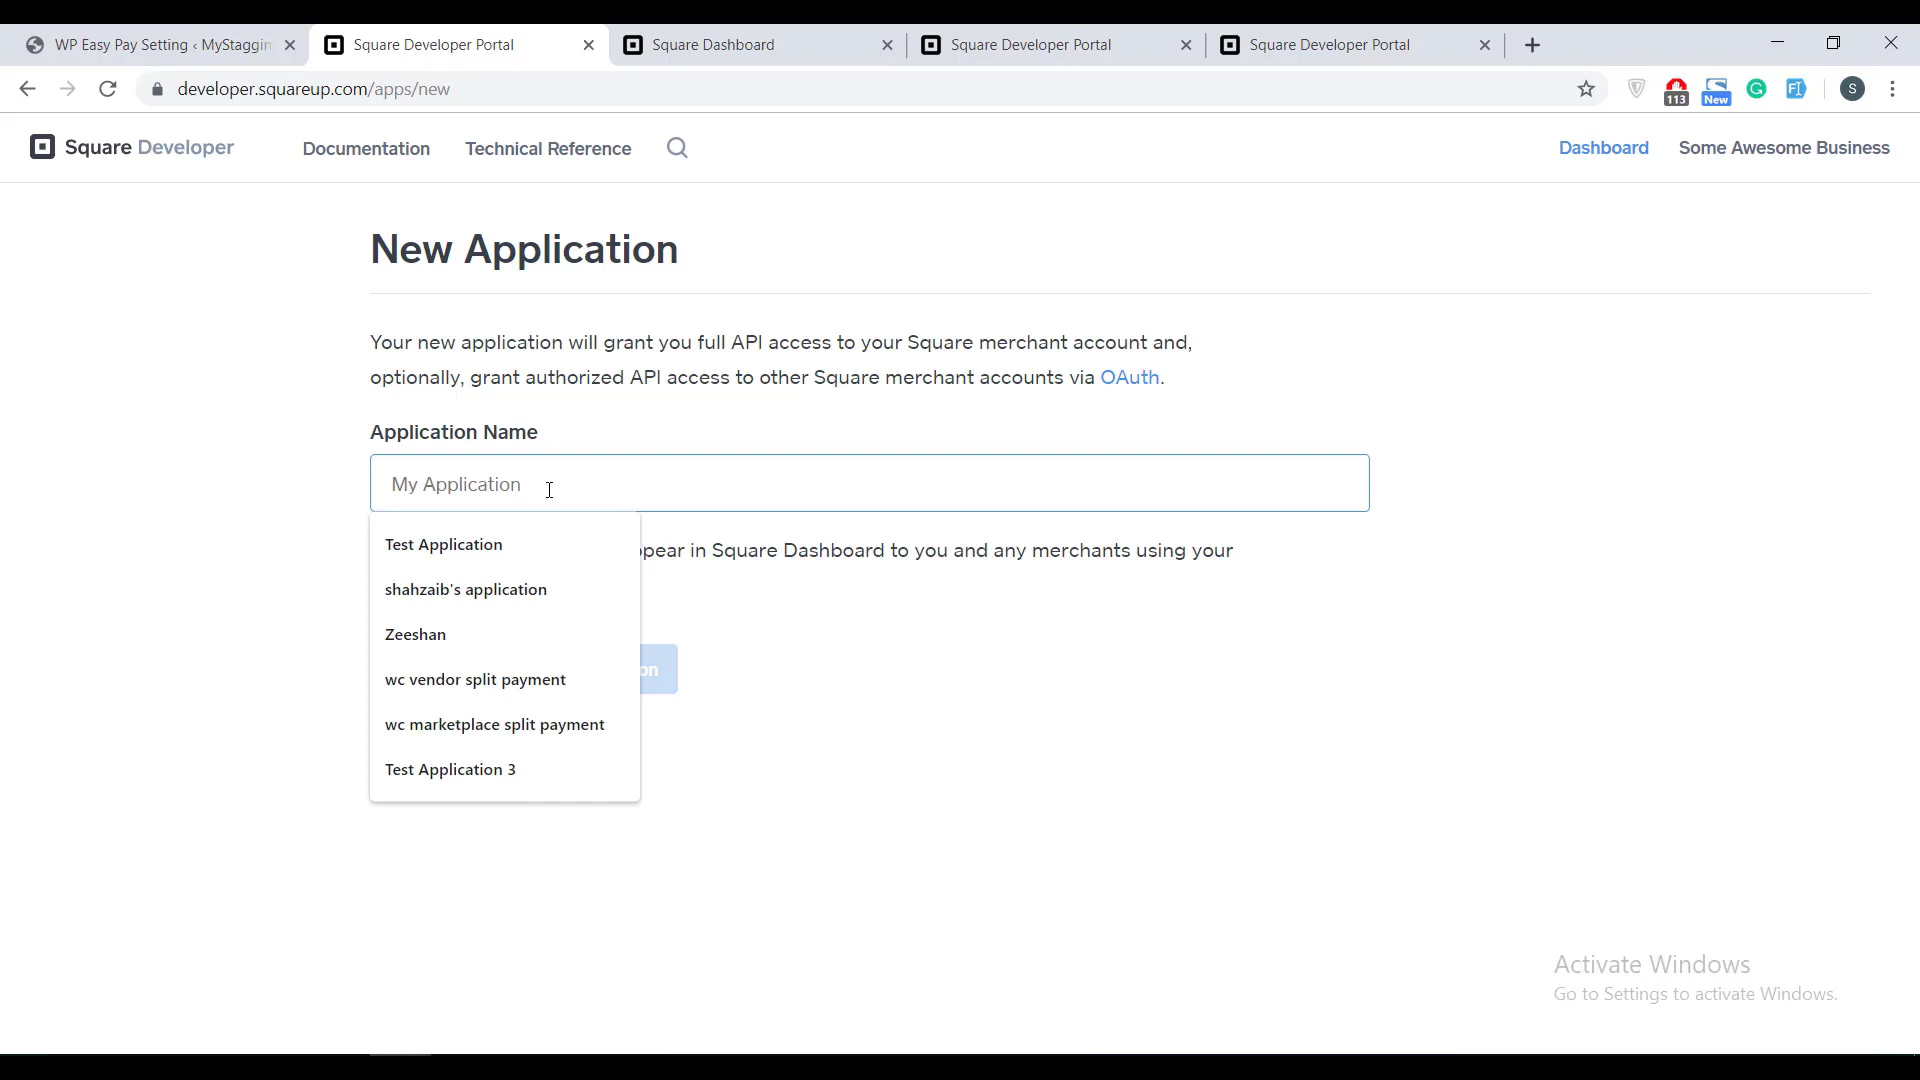 WP Easy Pay Setting ‹ MyStaggin
Square Developer Portal
Square Dashboard
Square Developer Portal
Square Developer Portal
developer.squareup.com/apps/new
113
New
G
F
S
Square Developer
Documentation
Technical Reference
Dashboard
Some Awesome Business
New Application
Your new application will grant you full API access to your Square merchant account and,
optionally, grant authorized API access to other Square merchant accounts via OAuth.
Application Name
My Application
Test Application
pear in Square Dashboard to you and any merchants using your
shahzaib's application
Zeeshan
on
wc vendor split payment
wc marketplace split payment
Test Application 3
Activate Windows
Go to Settings to activate Windows.